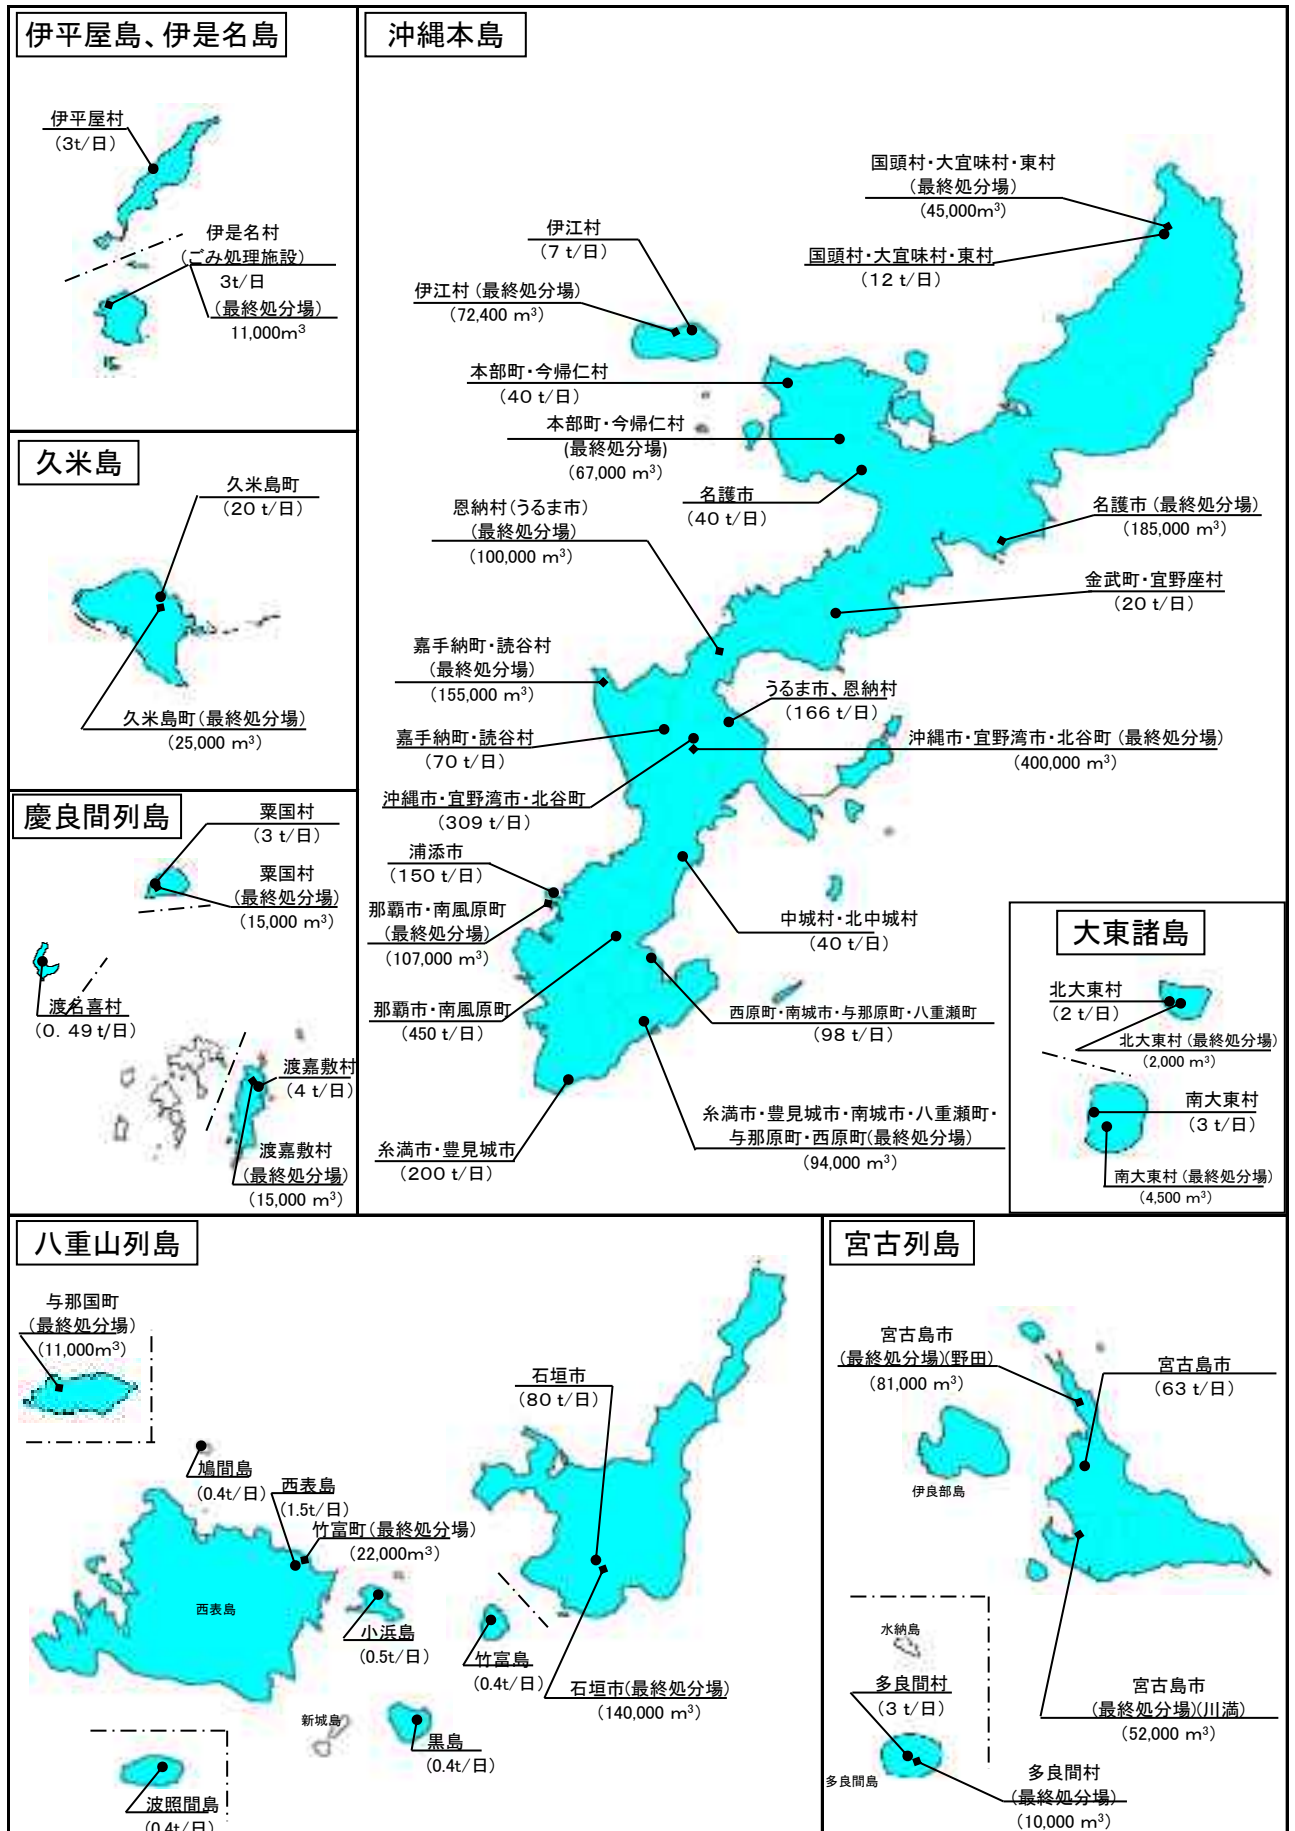 伊平屋島、伊是名島
伊平屋村
(3t/日)
伊是名村
(ごみ処理施設)
3t/日
(最終処分場)
11,000m³
久米島
久米島町
(20 t/日)
久米島町(最終処分場)
(25,000 m³)
慶良間列島
粟国村
(3 t/日)
粟国村
(最終処分場)
(15,000 m³)
渡名喜村
(0. 49 t/日)
渡嘉敷村
(4 t/日)
渡嘉敷村
(最終処分場)
(15,000 m³)
沖縄本島
国頭村・大宜味村・東村
(最終処分場)
(45,000m³)
国頭村・大宜味村・東村
(12 t/日)
伊江村
(7 t/日)
伊江村(最終処分場)
(72,400 m³)
本部町・今帰仁村
(40 t/日)
本部町・今帰仁村
(最終処分場)
(67,000 m³)
名護市
(40 t/日)
恩納村(うるま市)
(最終処分場)
(100,000 m³)
名護市(最終処分場)
(185,000 m³)
金武町・宜野座村
(20 t/日)
嘉手納町・読谷村
(最終処分場)
(155,000 m³)
うるま市、恩納村
(166 t/日)
嘉手納町・読谷村
(70 t/日)
沖縄市・宜野湾市・北谷町(最終処分場)
(400,000 m³)
沖縄市・宜野湾市・北谷町
(309 t/日)
浦添市
(150 t/日)
那覇市・南風原町
(最終処分場)
(107,000 m³)
中城村・北中城村
(40 t/日)
那覇市・南風原町
(450 t/日)
西原町・南城市・与那原町・八重瀬町
(98 t/日)
糸満市・豊見城市・南城市・八重瀬町・
与那原町・西原町(最終処分場)
(94,000 m³)
糸満市・豊見城市
(200 t/日)
大東諸島
北大東村
(2 t/日)
北大東村(最終処分場)
(2,000 m³)
南大東村
(3 t/日)
南大東村(最終処分場)
(4,500 m³)
八重山列島
与那国町
(最終処分場)
(11,000m³)
石垣市
(80 t/日)
鳩間島
(0.4t/日)
西表島
(1.5t/日)
竹富町(最終処分場)
(22,000m³)
西表島
小浜島
(0.5t/日)
竹富島
(0.4t/日)
石垣市(最終処分場)
(140,000 m³)
新城島
黒島
(0.4t/日)
波照間島
(0.4t/日)
宮古列島
宮古島市
(最終処分場)(野田)
(81,000 m³)
宮古島市
(63 t/日)
伊良部島
水納島
多良間村
(3 t/日)
宮古島市
(最終処分場)(川満)
(52,000 m³)
多良間島
多良間村
(最終処分場)
(10,000 m³)